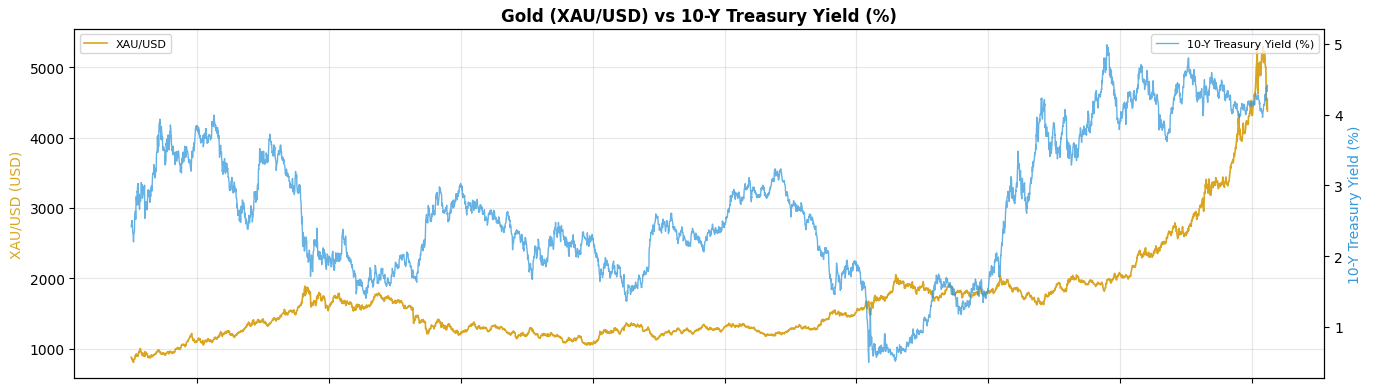 Gold (XAU/USD) vs 10-Y Treasury Yield (%)
XAU/USD
10-Y Treasury Yield (%)
XAU/USD (USD)
5000
4000
3000
2000
1000
5
4
3
2
1
10-Y Treasury Yield (%)